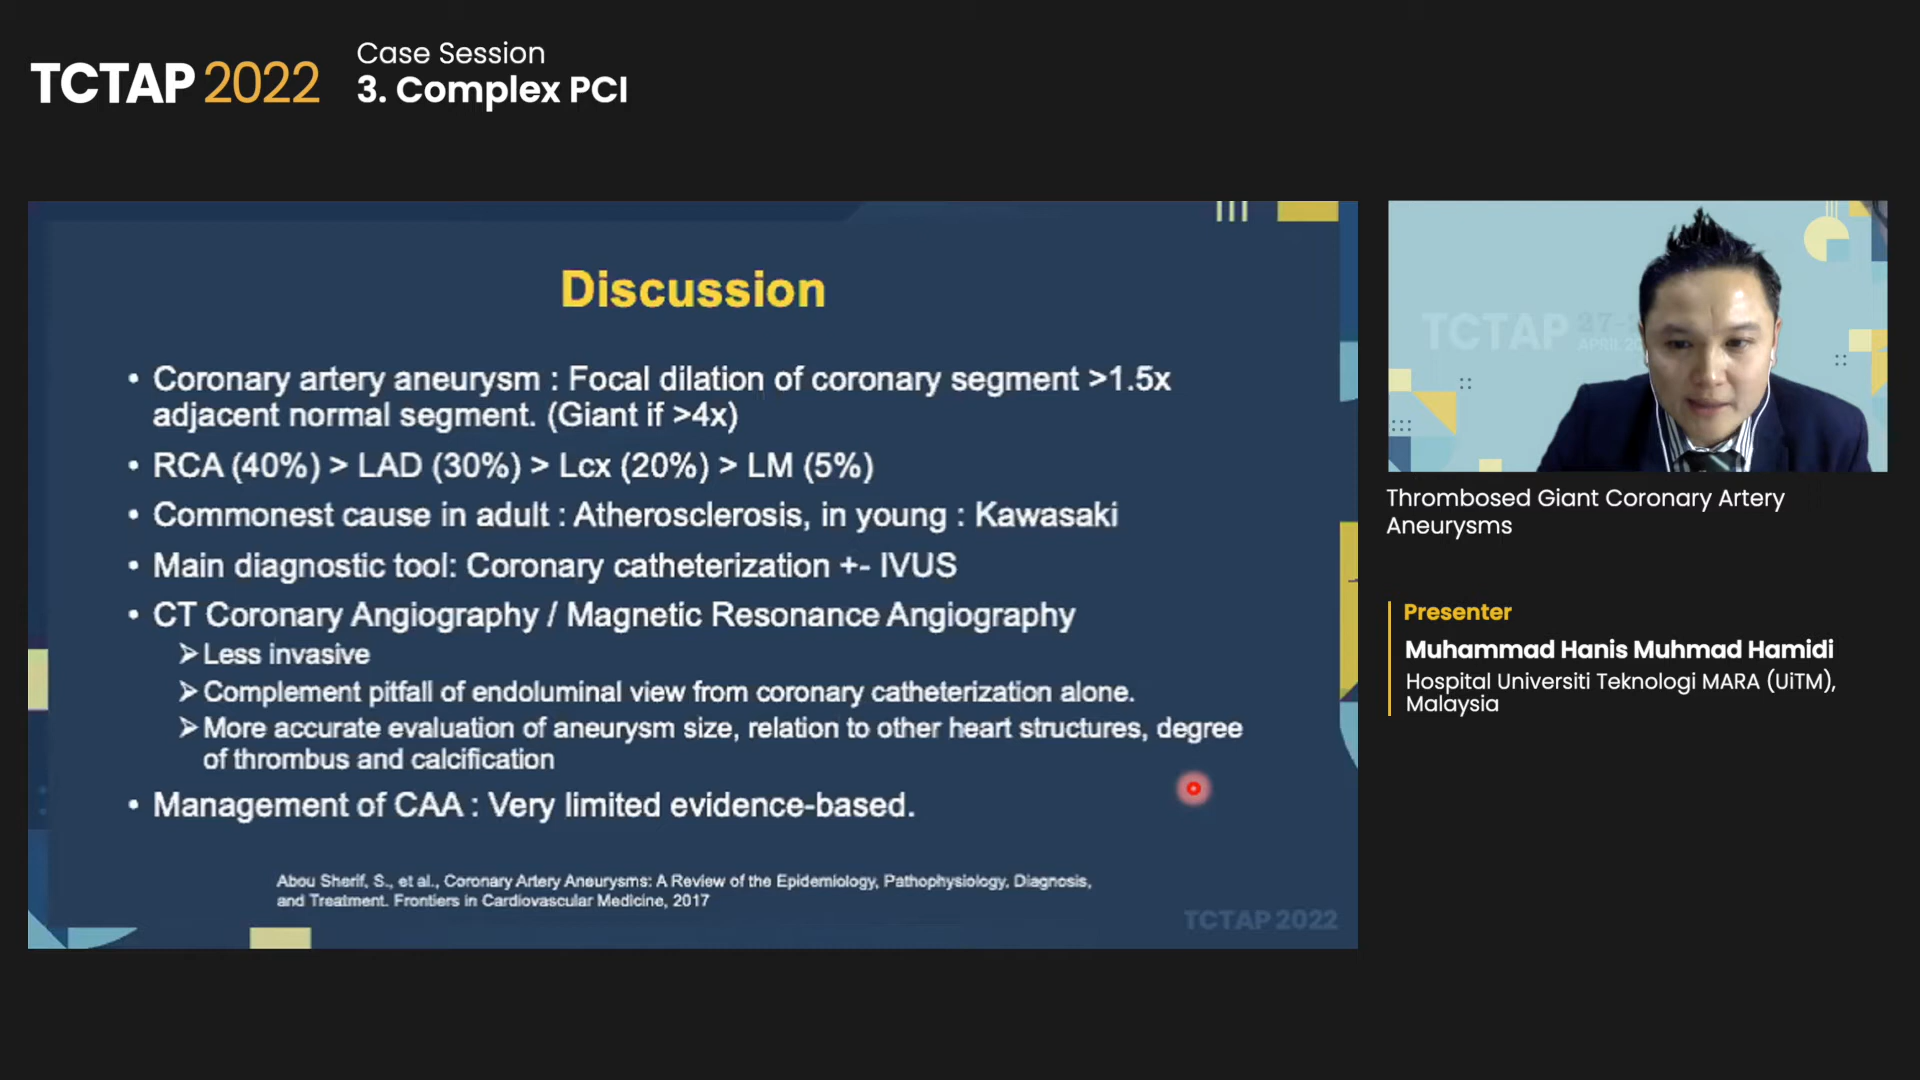 TCTAP 2022
Case Session
3. Complex PCI
Discussion
• Coronary artery aneurysm : Focal dilation of coronary segment >1.5x
adjacent normal segment. (Giant if >4x)
• RCA (40%) > LAD (30%) > Lcx (20%) > LM (5%)
• Commonest cause in adult : Atherosclerosis, in young : Kawasaki
• Main diagnostic tool: Coronary catheterization +- IVUS
• CT Coronary Angiography / Magnetic Resonance Angiography
➢ Less invasive
➢ Complement pitfall of endoluminal view from coronary catheterization alone.
➢ More accurate evaluation of aneurysm size, relation to other heart structures, degree
of thrombus and calcification
• Management of CAA : Very limited evidence-based.
Abou Sherif, S., et al., Coronary Artery Aneurysms: A Review of the Epidemiology, Pathophysiology, Diagnosis,
and Treatment. Frontiers in Cardiovascular Medicine, 2017
TCTAP 2022
TCTAP 27-
APRIL 20
Thrombosed Giant Coronary Artery
Aneurysms
Presenter
Muhammad Hanis Muhmad Hamidi
Hospital Universiti Teknologi MARA (UiTM),
Malaysia